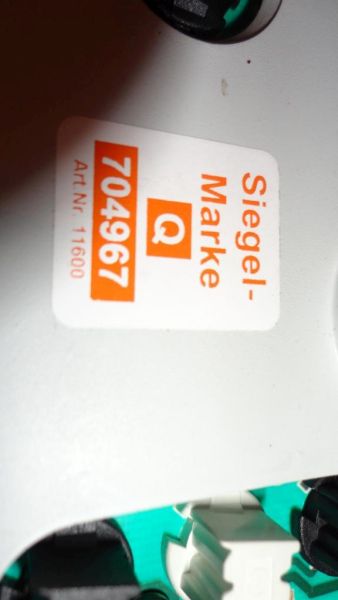 Siegel-
Marke
Q
704967
Art.Nr. 11600